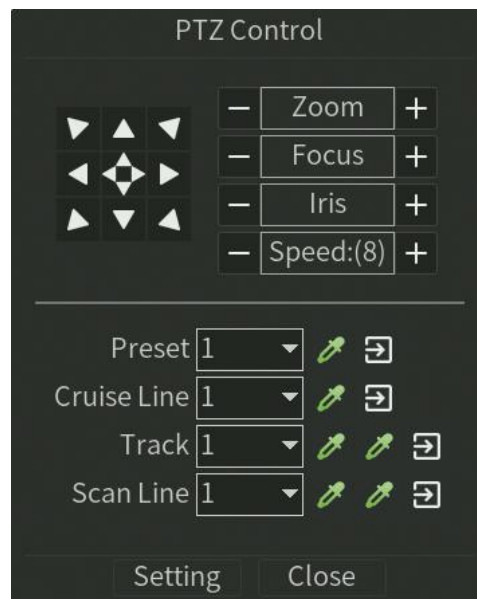 PTZ Control
− Zoom +
− Focus +
− Iris +
− Speed:(8) +
Preset 1
Cruise Line 1
Track 1
Scan Line 1
Setting Close